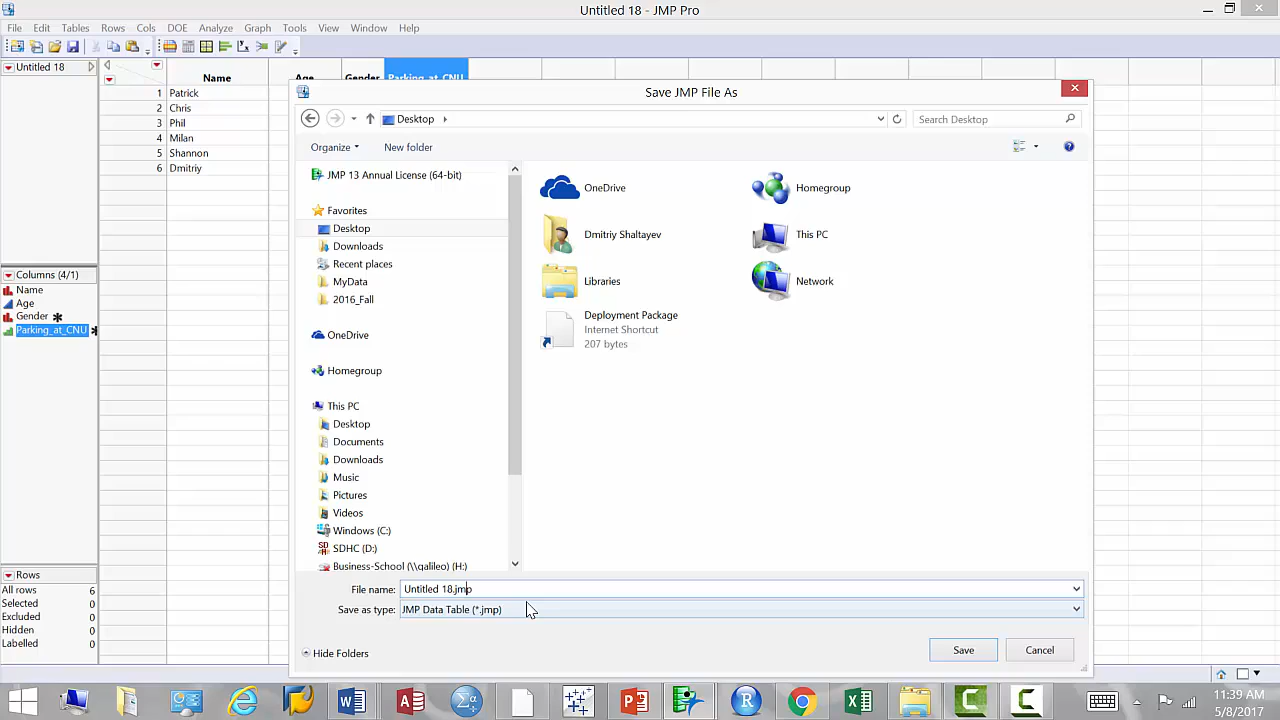 Untitled 18 - JMP Pro
File Edit Tables Rows Cols DOE Analyze Graph Tools View Window Help
Untitled 18
Name Age Gender Parking_at_CNU
1 Patrick
2 Chris
3 Phil
4 Milan
5 Shannon
6 Dmitriy
Columns (4/1)
Name
Age
Gender
Parking_at_CNU
Rows
All rows 6
Selected 0
Excluded 0
Hidden 0
Labelled 0
Save JMP File As
Desktop
Search Desktop
Organize New folder
JMP 13 Annual License (64-bit)
Favorites
Desktop
Downloads
Recent places
MyData
2016_Fall
OneDrive
Homegroup
This PC
Desktop
Documents
Downloads
Music
Pictures
Videos
Windows (C:)
SDHC (D:)
Business-School (\\galileo) (H:)
OneDrive
Homegroup
Dmitriy Shaltayev
This PC
Libraries
Network
Deployment Package
Internet Shortcut
207 bytes
File name: Untitled 18.jmp
Save as type: JMP Data Table (*.jmp)
Hide Folders
Save Cancel
11:39 AM
5/8/2017